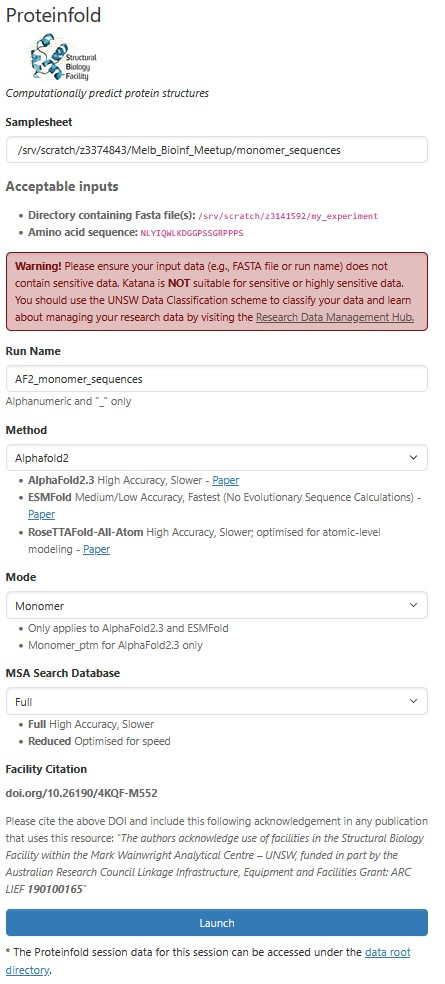 Proteinfold
Structural
Biology
Facility
Computationally predict protein structures
Samplesheet
/srv/scratch/z3374843/Melb_Bioinf_Meetup/monomer_sequences
Acceptable inputs
• Directory containing Fasta file(s): /srv/scratch/z3141592/my_experiment
• Amino acid sequence: NLYIQWLKDGGPSSGRPPPS
Warning! Please ensure your input data (e.g., FASTA file or run name) does not
contain sensitive data. Katana is NOT suitable for sensitive or highly sensitive data.
You should use the UNSW Data Classification scheme to classify your data and learn
about managing your research data by visiting the Research Data Management Hub.
Run Name
AF2_monomer_sequences
Alphanumeric and "_" only
Method
Alphafold2
• AlphaFold2.3 High Accuracy, Slower - Paper
• ESMFold Medium/Low Accuracy, Fastest (No Evolutionary Sequence Calculations) -
Paper
• RoseTTAFold-All-Atom High Accuracy, Slower; optimised for atomic-level
modeling - Paper
Mode
Monomer
• Only applies to AlphaFold2.3 and ESMFold
• Monomer_ptm for AlphaFold2.3 only
MSA Search Database
Full
• Full High Accuracy, Slower
• Reduced Optimised for speed
Facility Citation
doi.org/10.26190/4KQF-M552
Please cite the above DOI and include this following acknowledgement in any publication
that uses this resource: "The authors acknowledge use of facilities in the Structural Biology
Facility within the Mark Wainwright Analytical Centre – UNSW, funded in part by the
Australian Research Council Linkage Infrastructure, Equipment and Facilities Grant: ARC
LIEF 190100165"
Launch
* The Proteinfold session data for this session can be accessed under the data root
directory.